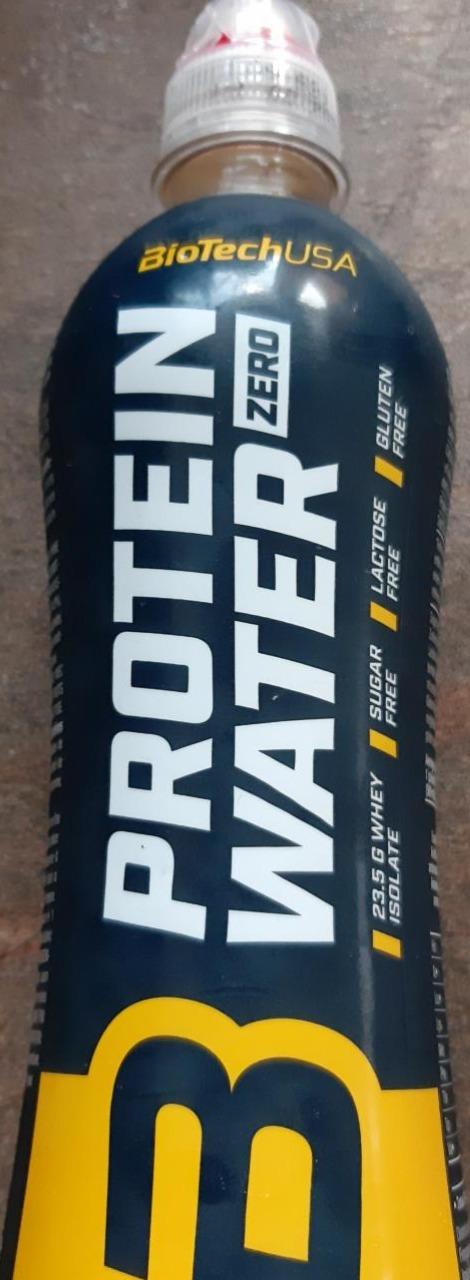 BioTechUSA
PROTEIN
WATER ZERO
23.5 G WHEY
ISOLATE
SUGAR
FREE
LACTOSE
FREE
GLUTEN
FREE
B